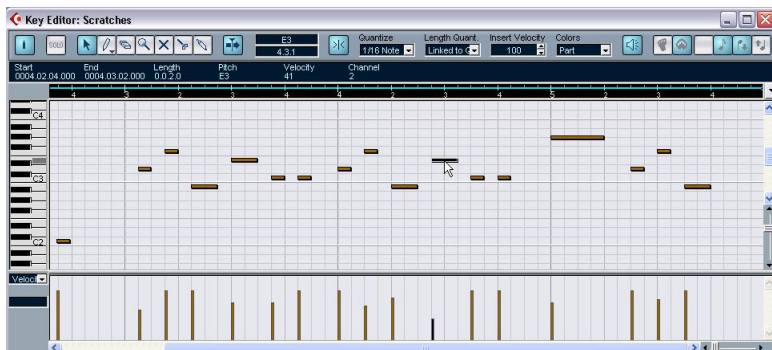 Key Editor: Scratches
SOLO
E3
4.3.1
Quantize
1/16 Note
Length Quant.
Linked to Q
Insert Velocity
100
Colors
Part
Start End Length Pitch Velocity Channel
0004.02.04.000 0004.03.02.000 0.0.2.0 E3 41 2
4 3 2 3 4 2 3 4 5 2 3 4
C4
C3
C2
Veloci